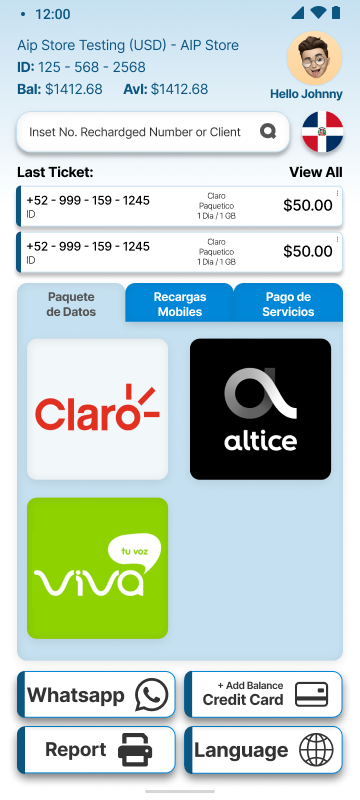 12:00
Aip Store Testing (USD) - AIP Store
ID: 125 - 568 - 2568
Bal: $1412.68 Avl: $1412.68
Hello Johnny
Inset No. Rechardged Number or Client
Last Ticket: View All
+52 - 999 - 159 - 1245
ID
Claro
Paquetico
1 Dia / 1 GB
$50.00
+52 - 999 - 159 - 1245
ID
Claro
Paquetico
1 Dia / 1 GB
$50.00
Paquete
de Datos
Recargas
Mobiles
Pago de
Servicios
Claro
altice
tu voz
viva
Whatsapp
+ Add Balance
Credit Card
Report
Language